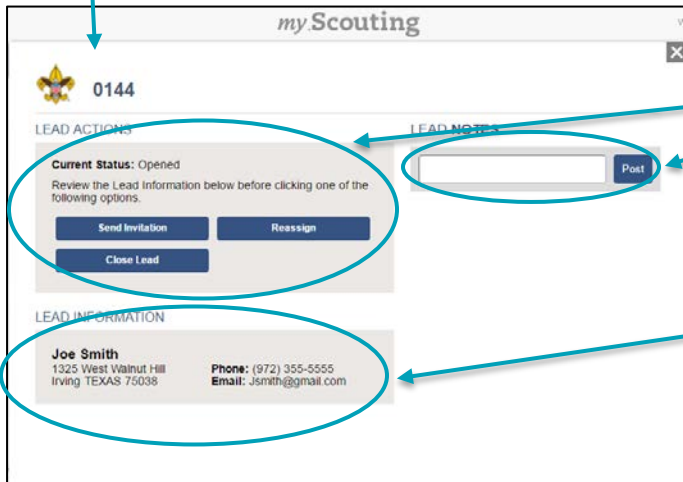 my.Scouting
0144
LEAD ACTIONS
Current Status: Opened
Review the Lead Information below before clicking one of the
following options.
Send Invitation
Reassign
Close Lead
LEAD NOTES
Post
LEAD INFORMATION
Joe Smith
1325 West Walnut Hill
Irving TEXAS 75038
Phone: (972) 355-5555
Email: Jsmith@gmail.com